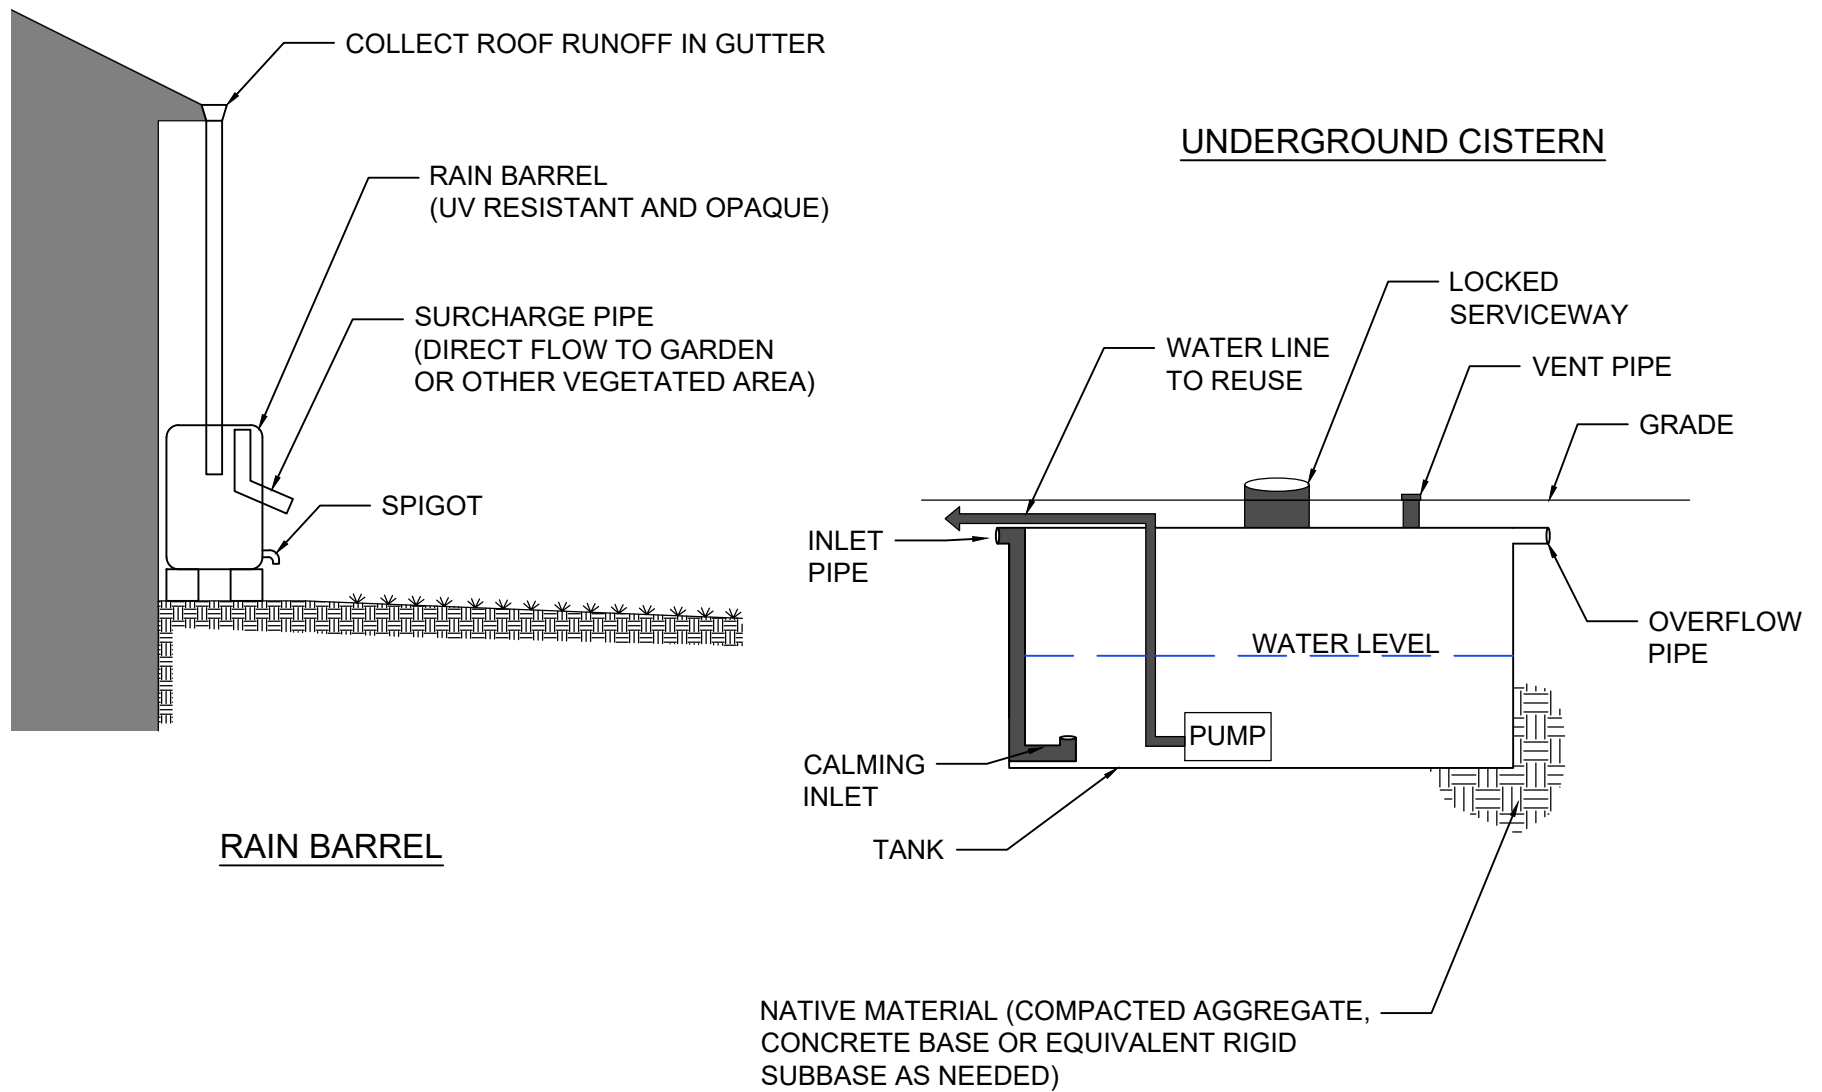 COLLECT ROOF RUNOFF IN GUTTER
RAIN BARREL
(UV RESISTANT AND OPAQUE)
SURCHARGE PIPE
(DIRECT FLOW TO GARDEN
OR OTHER VEGETATED AREA)
SPIGOT
RAIN BARREL
UNDERGROUND CISTERN
LOCKED
SERVICEWAY
WATER LINE
TO REUSE
VENT PIPE
GRADE
INLET
PIPE
OVERFLOW
PIPE
WATER LEVEL
PUMP
CALMING
INLET
TANK
NATIVE MATERIAL (COMPACTED AGGREGATE,
CONCRETE BASE OR EQUIVALENT RIGID
SUBBASE AS NEEDED)